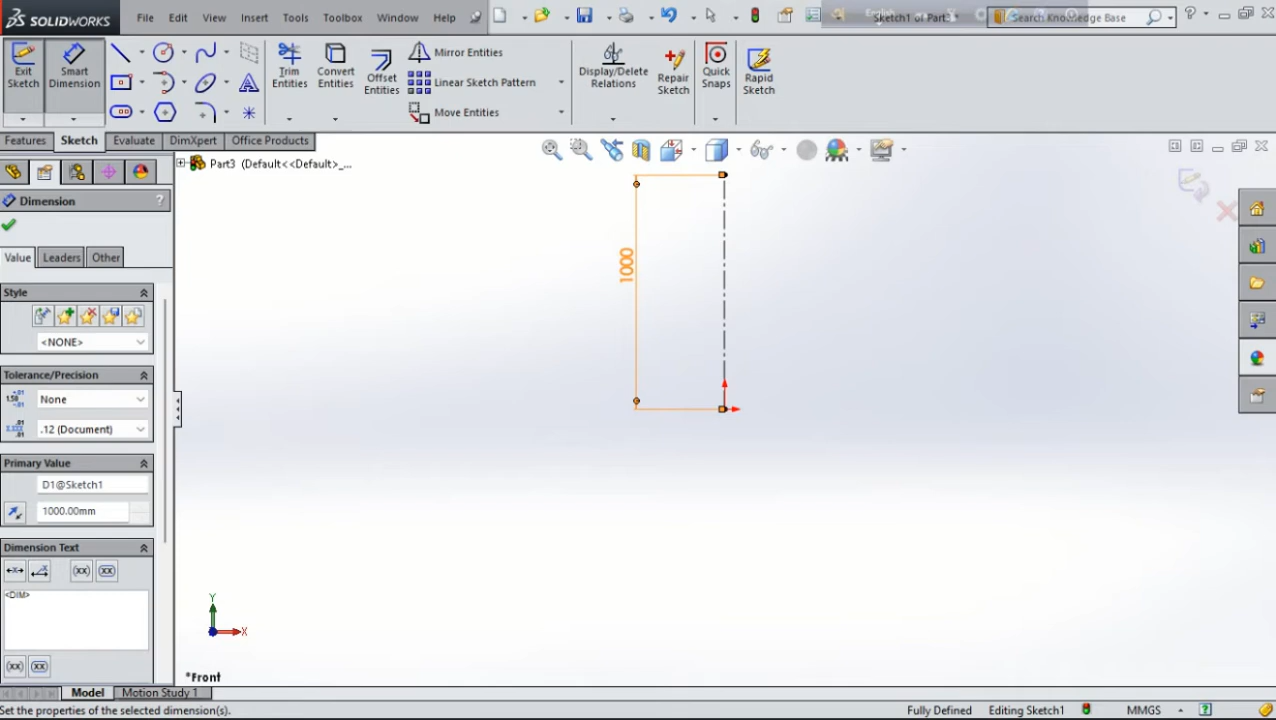 SOLIDWORKS File Edit View Insert Tools Toolbox Window Help Sketch1 of Part3 * Search Knowledge Base
Exit Sketch
Smart Dimension
Trim Entities
Convert Entities
Offset Entities
Mirror Entities
Linear Sketch Pattern
Move Entities
Display/Delete Relations
Repair Sketch
Quick Snaps
Rapid Sketch
Features Sketch Evaluate DimXpert Office Products
Part3 (Default<<Default>_...
Dimension ?
Value Leaders Other
Style
<NONE>
Tolerance/Precision
None
.12 (Document)
Primary Value
D1@Sketch1
1000.00mm
Dimension Text
<DIM>
1000
Y
X
*Front
Model Motion Study 1
Set the properties of the selected dimension(s). Fully Defined Editing Sketch1 MMGS